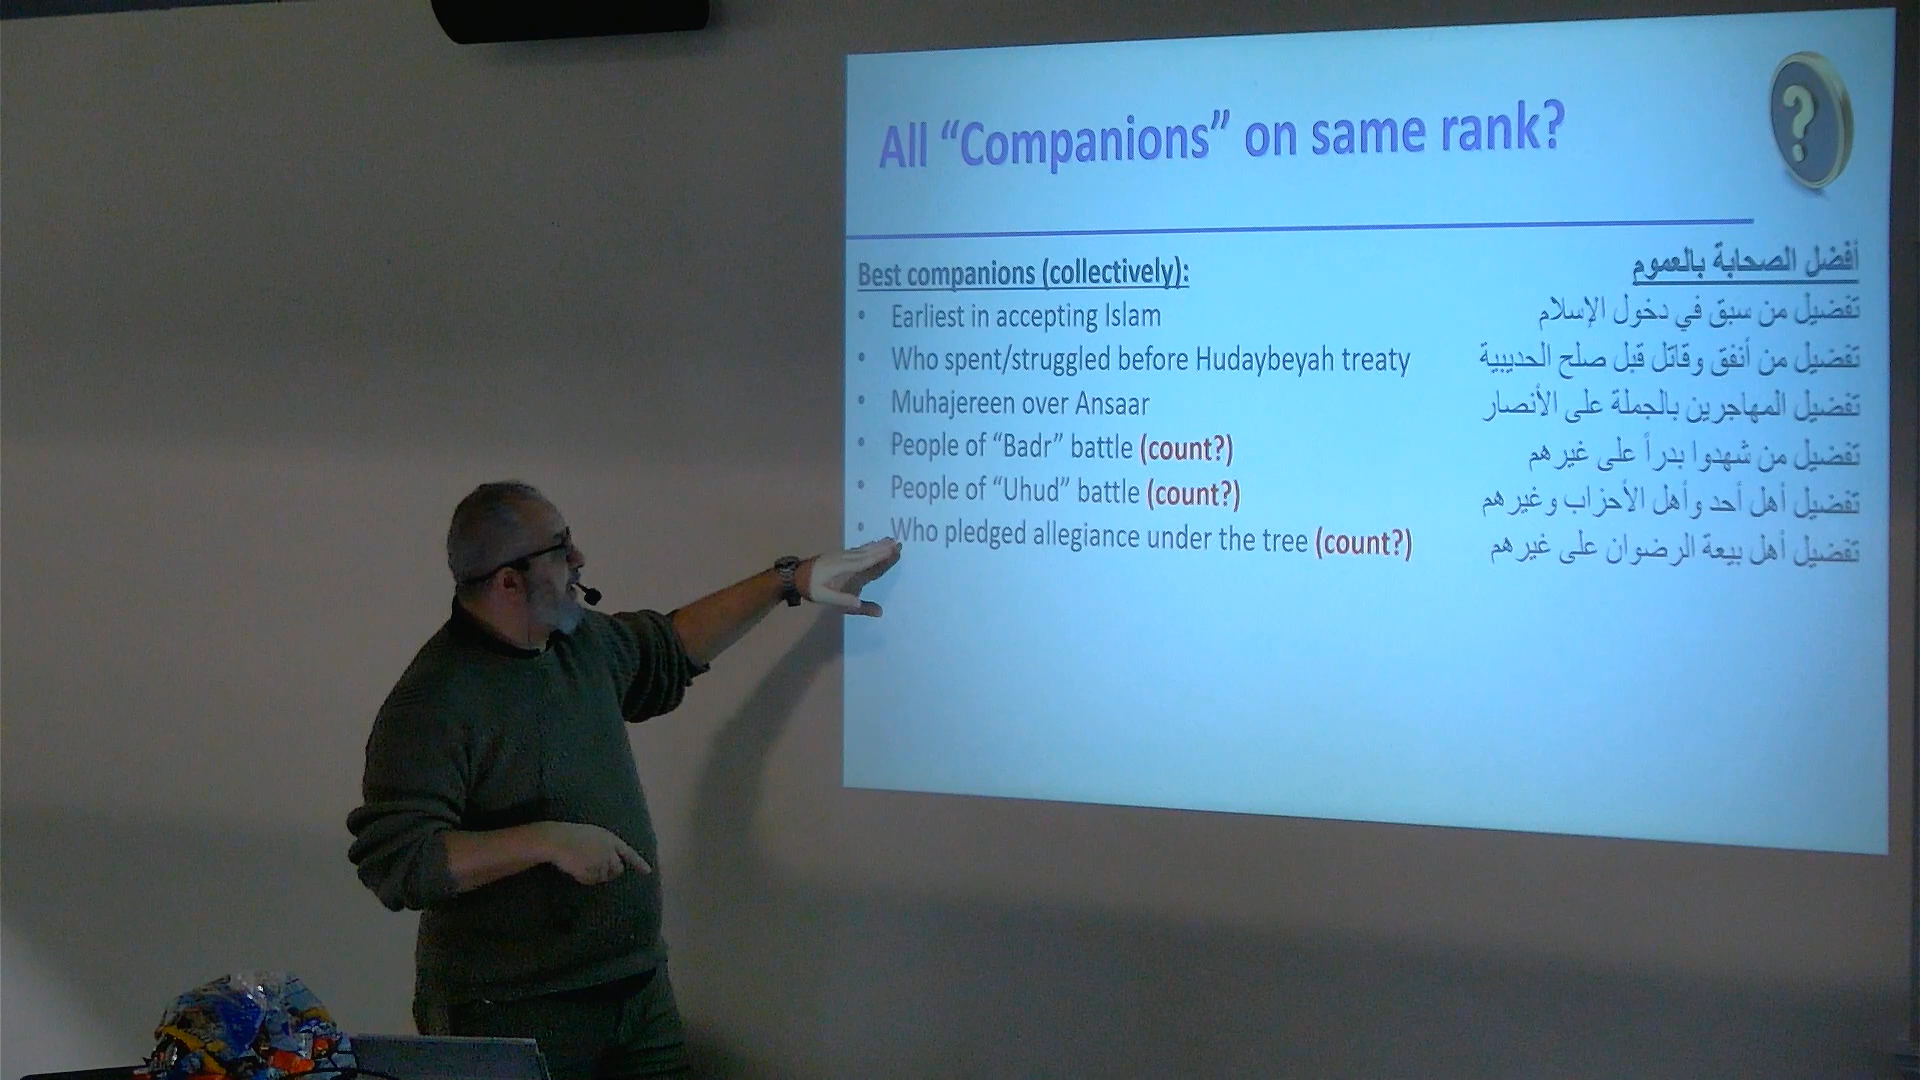 All “Companions” on same rank?
?
Best companions (collectively):
• Earliest in accepting Islam
• Who spent/struggled before Hudaybeyah treaty
• Muhajereen over Ansaar
• People of “Badr” battle (count?)
• People of “Uhud” battle (count?)
• Who pledged allegiance under the tree (count?)
أفضل الصحابة بالعموم
تفضيل من سبق في دخول الإسلام
تفضيل من أنفق وقاتل قبل صلح الحديبية
تفضيل المهاجرين بالجملة على الأنصار
تفضيل من شهدوا بدراً على غيرهم
تفضيل أهل أحد وأهل الأحزاب وغيرهم
تفضيل أهل بيعة الرضوان على غيرهم